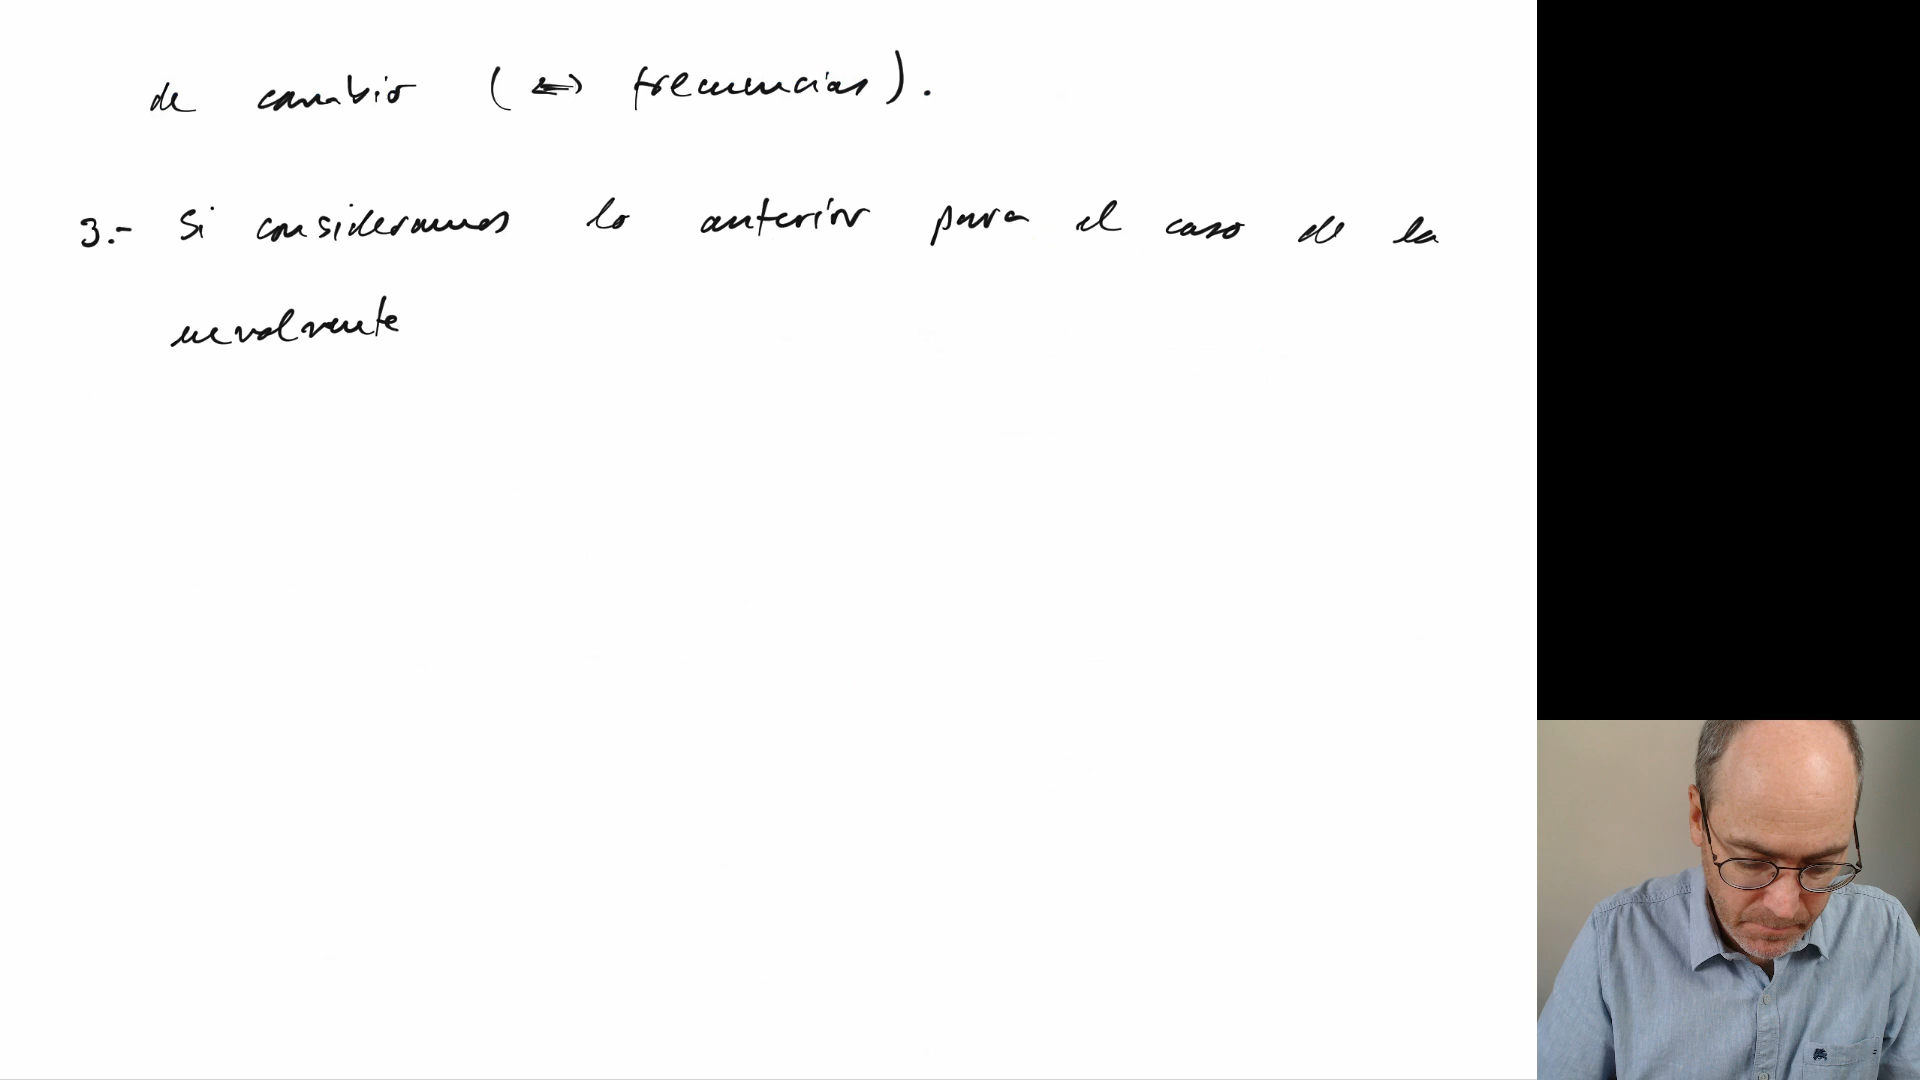 de cambio (⇔ frecuencias).
3.- Si consideramos lo anterior para el caso de la
envolvente